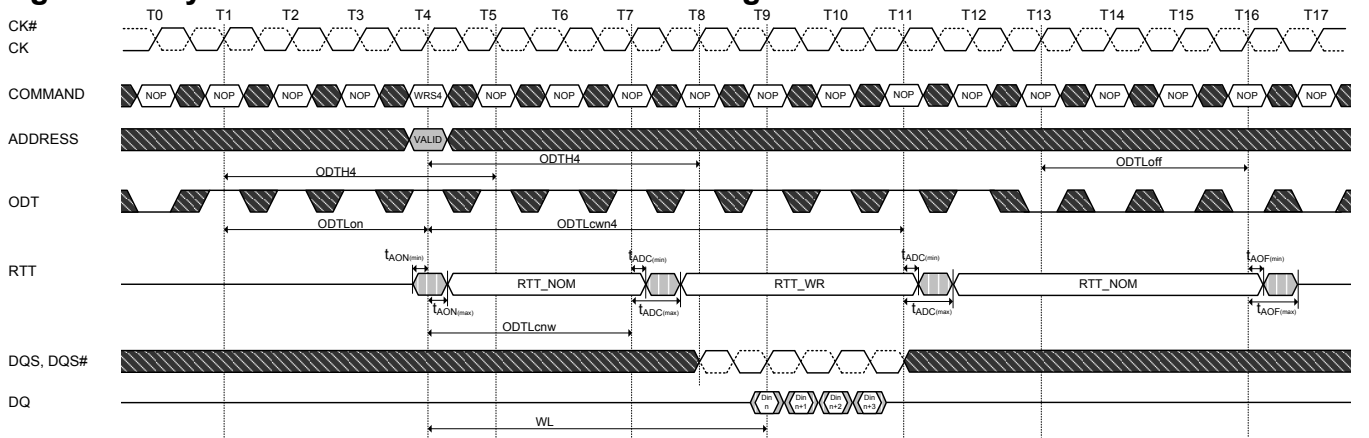 T0 T1 T2 T3 T4 T5 T6 T7 T8 T9 T10 T11 T12 T13 T14 T15 T16 T17
CK#
CK
COMMAND NOP NOP NOP NOP WRS4 NOP NOP NOP NOP NOP NOP NOP NOP NOP NOP NOP NOP NOP
ADDRESS VALID
ODTH4 ODTH4 ODTLoff
ODT
ODTLon ODTLcwn4
tAON(min) tADC(min) tADC(min) tAOF(min)
RTT RTT_NOM RTT_WR RTT_NOM
tAON(max) tADC(max) tADC(max) tAOF(max)
ODTLcnw
DQS, DQS#
DQ Din n Din n+1 Din n+2 Din n+3
WL